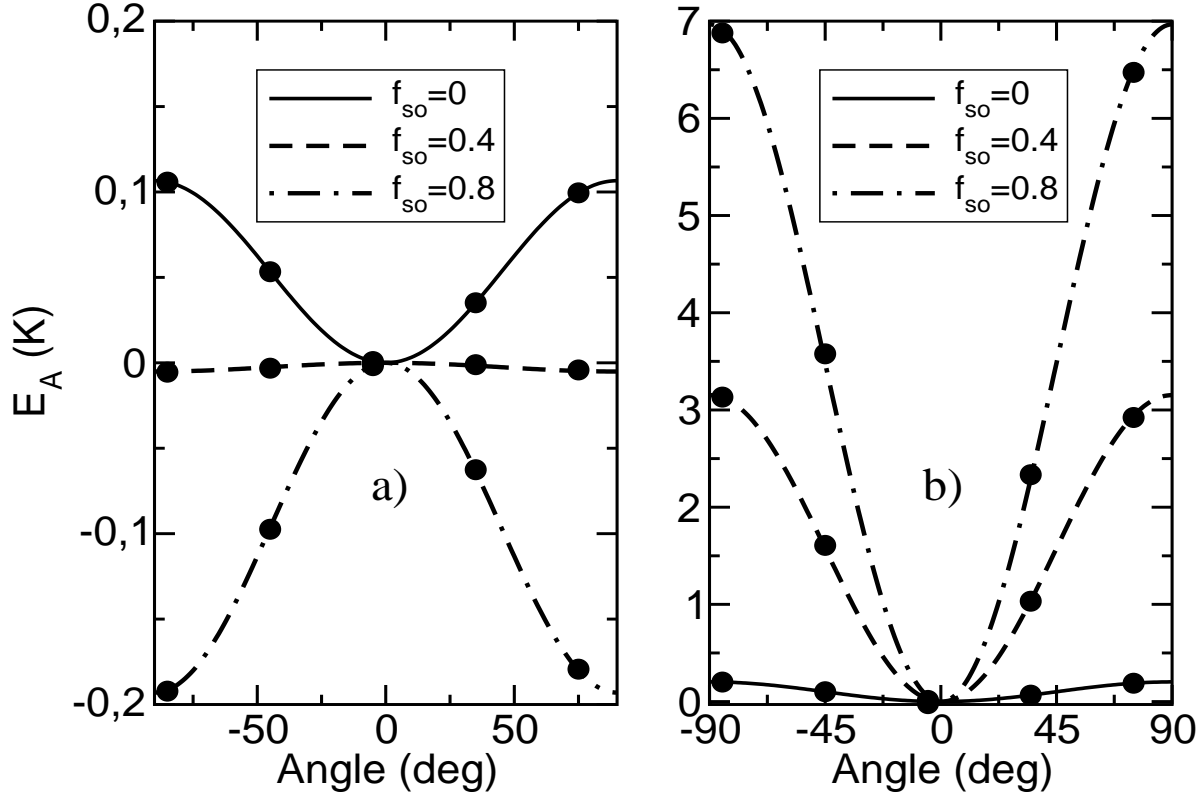 0,2
0,1
0
-0,1
-0,2
E_A (K)
f_so=0
f_so=0.4
f_so=0.8
a)
-50
0
50
Angle (deg)
7
6
5
4
3
2
1
0
f_so=0
f_so=0.4
f_so=0.8
b)
-90
-45
0
45
90
Angle (deg)